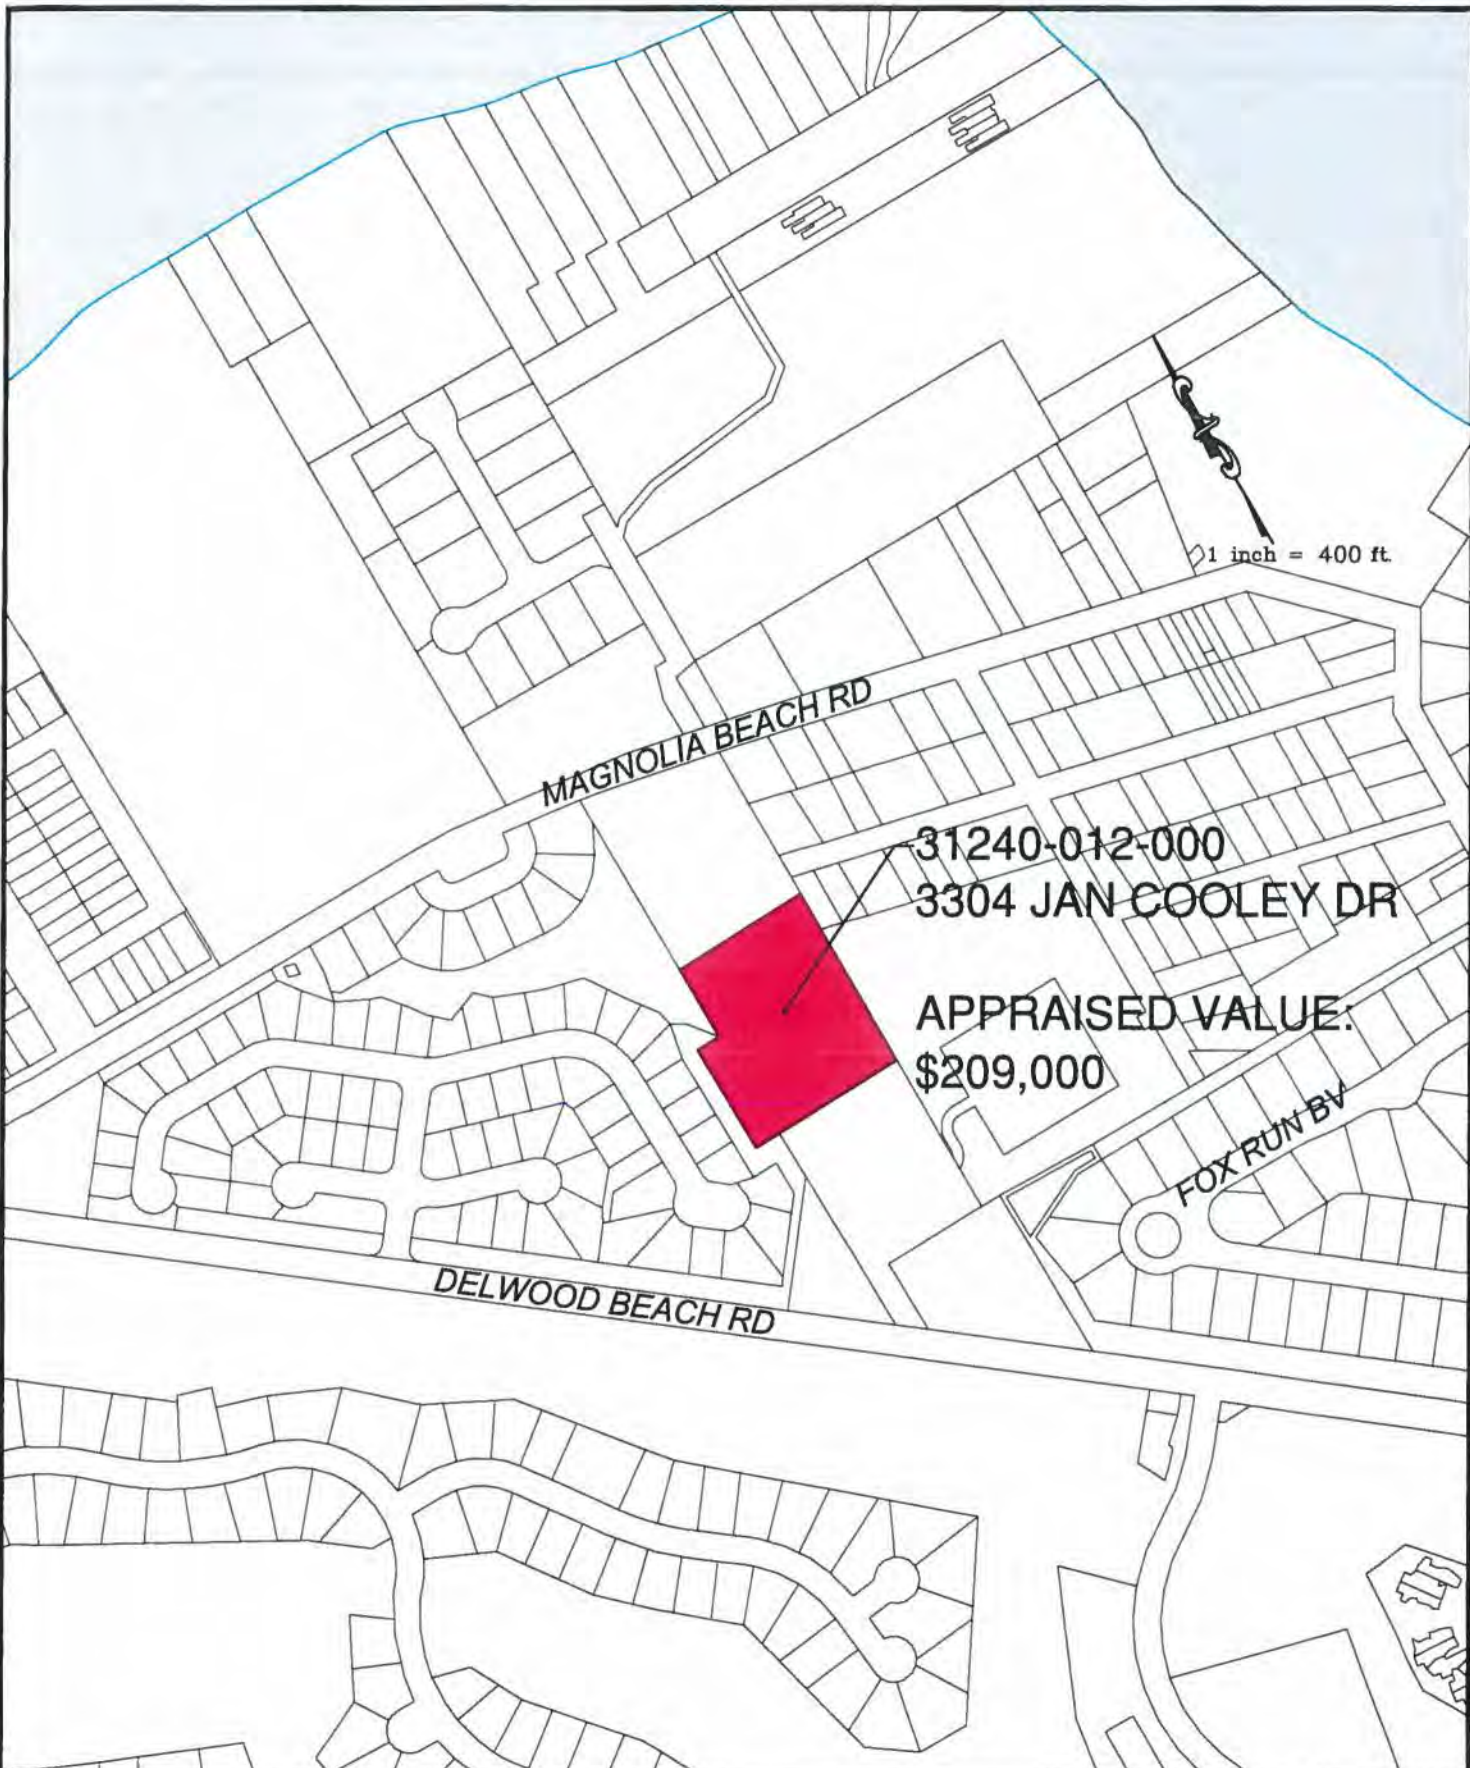 1 inch = 400 ft.
MAGNOLIA BEACH RD
31240-012-000
3304 JAN COOLEY DR
APPRAISED VALUE:
$209,000
FOX RUN BV
DELWOOD BEACH RD